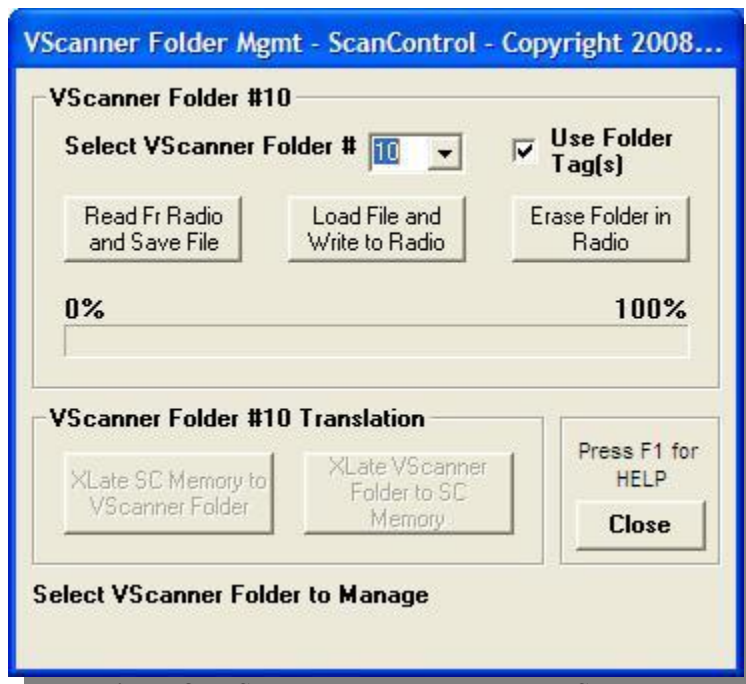 VScanner Folder Mgmt - ScanControl - Copyright 2008...
VScanner Folder #10
Select VScanner Folder # 10
Use Folder
Tag(s)
Read Fr Radio
and Save File
Load File and
Write to Radio
Erase Folder in
Radio
0% 100%
VScanner Folder #10 Translation
XLate SC Memory to
VScanner Folder
XLate VScanner
Folder to SC
Memory
Press F1 for
HELP
Close
Select VScanner Folder to Manage